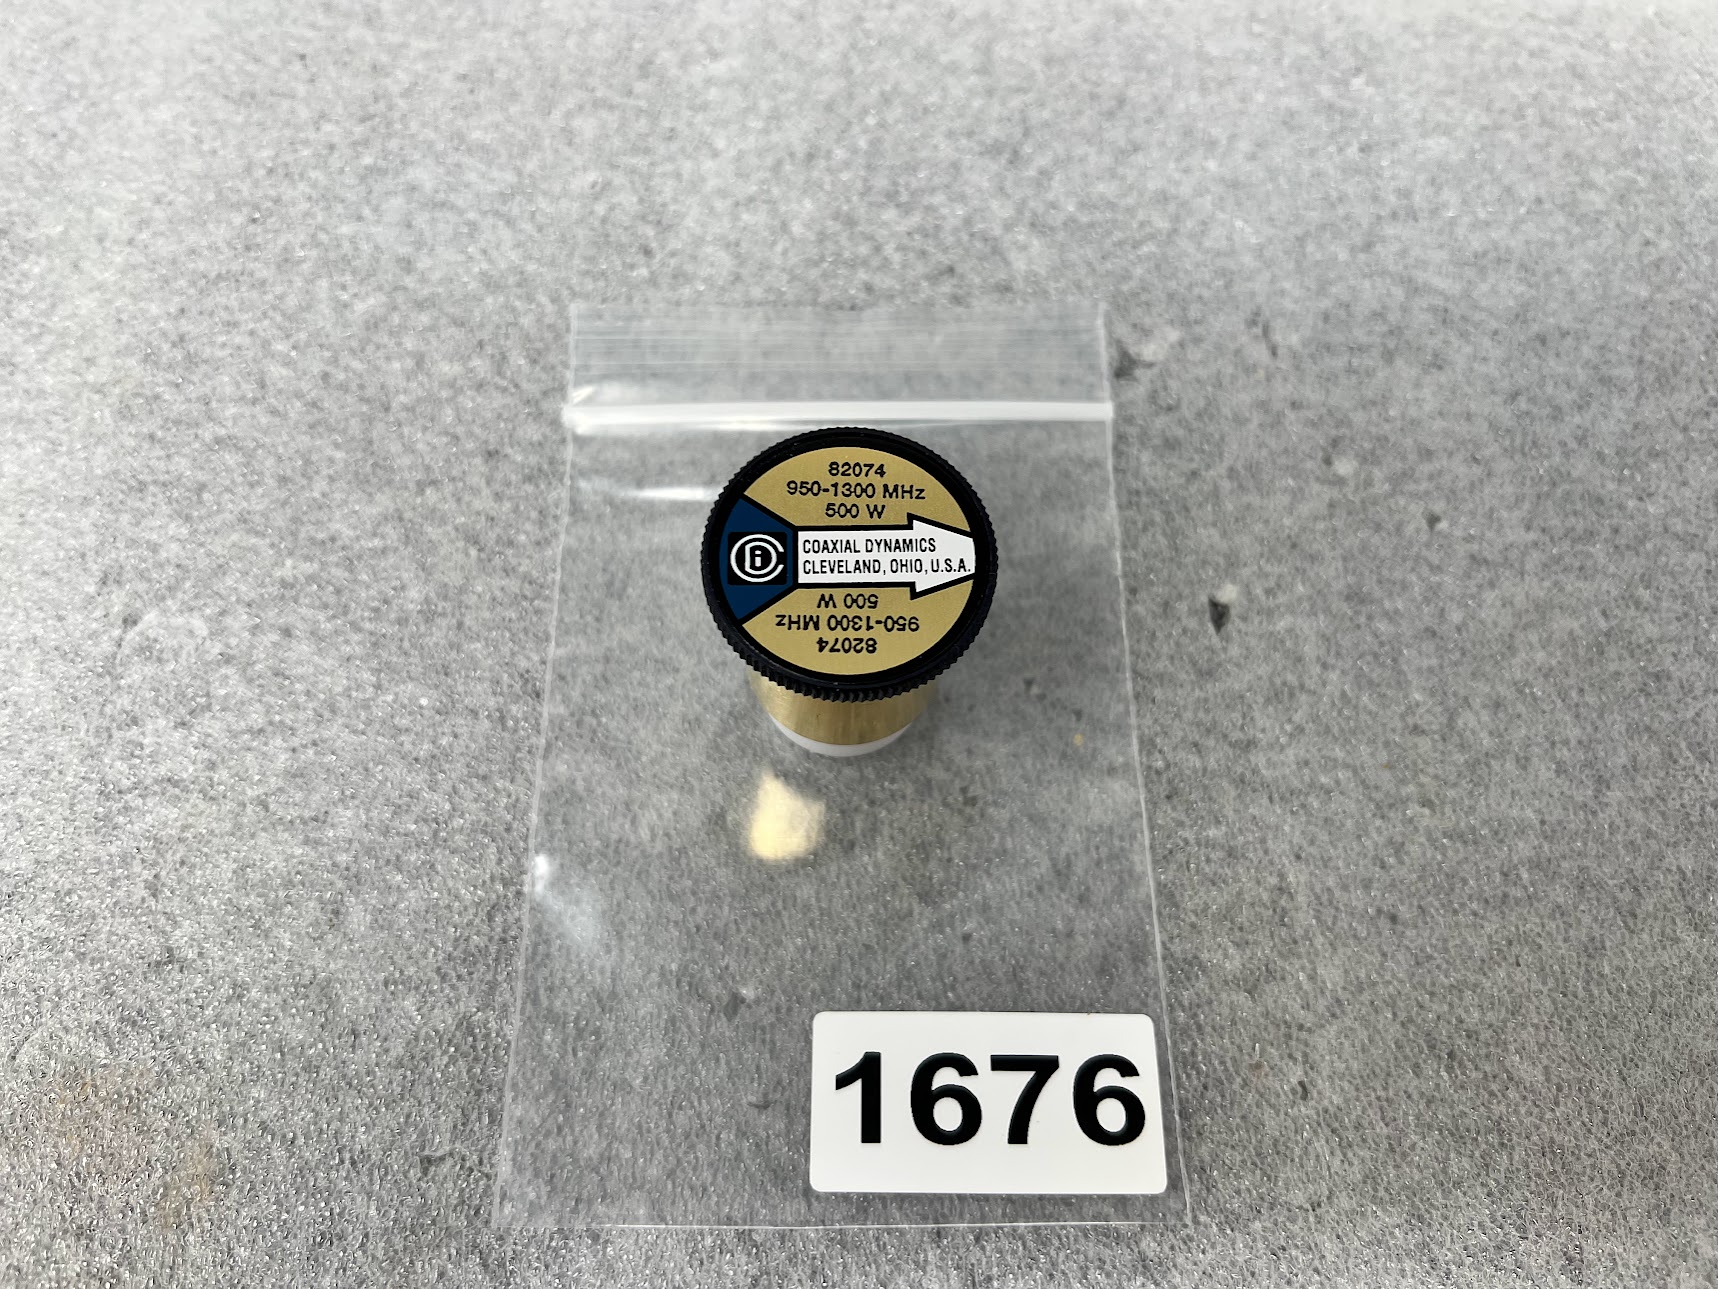 82074
950-1300 MHz
500 W
COAXIAL DYNAMICS
CLEVELAND, OHIO, U.S.A.
500 W
950-1300 MHz
82074
1676